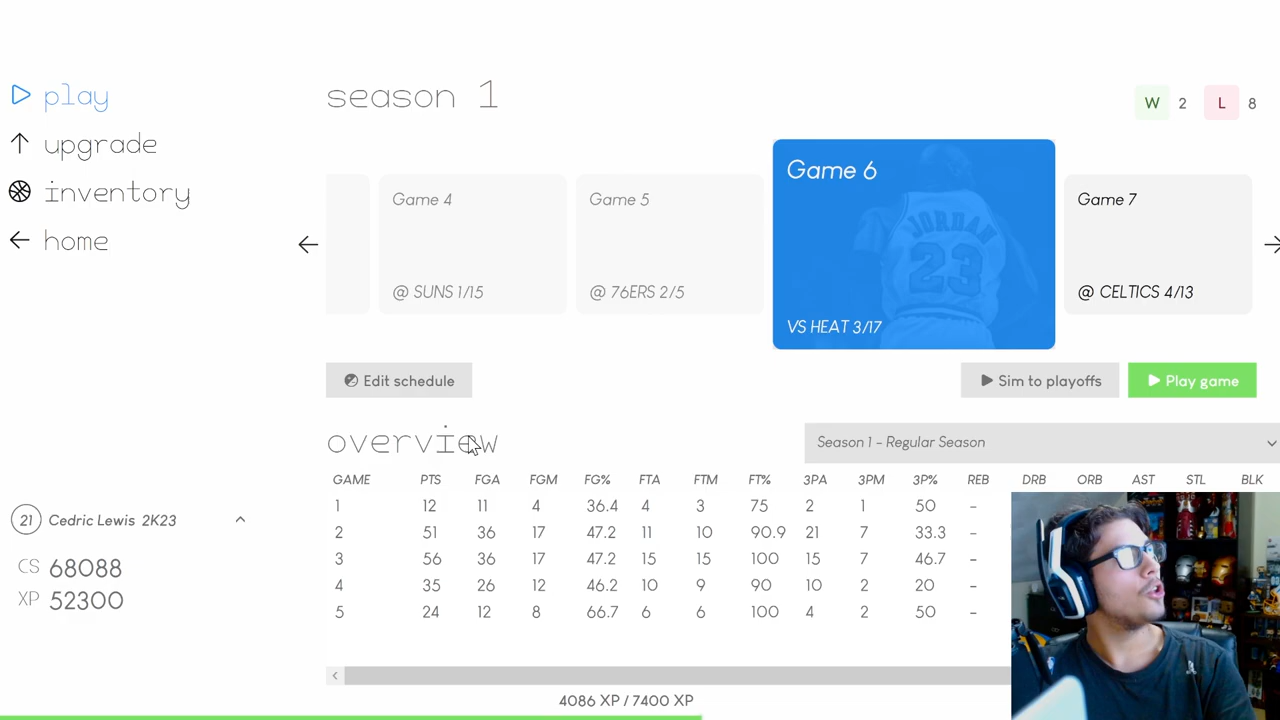 play
upgrade
inventory
home
season 1
W 2 L 8
Game 4
@ SUNS 1/15
Game 5
@ 76ERS 2/5
Game 6
JORDAN
23
VS HEAT 3/17
Game 7
@ CELTICS 4/13
Edit schedule
Sim to playoffs
Play game
overview
Season 1 - Regular Season
GAME PTS FGA FGM FG% FTA FTM FT% 3PA 3PM 3P% REB DRB ORB AST STL BLK
1 12 11 4 36.4 4 3 75 2 1 50 -
2 51 36 17 47.2 11 10 90.9 21 7 33.3 -
3 56 36 17 47.2 15 15 100 15 7 46.7 -
4 35 26 12 46.2 10 9 90 10 2 20 -
5 24 12 8 66.7 6 6 100 4 2 50 -
21 Cedric Lewis 2K23
CS 68088
XP 52300
4086 XP / 7400 XP